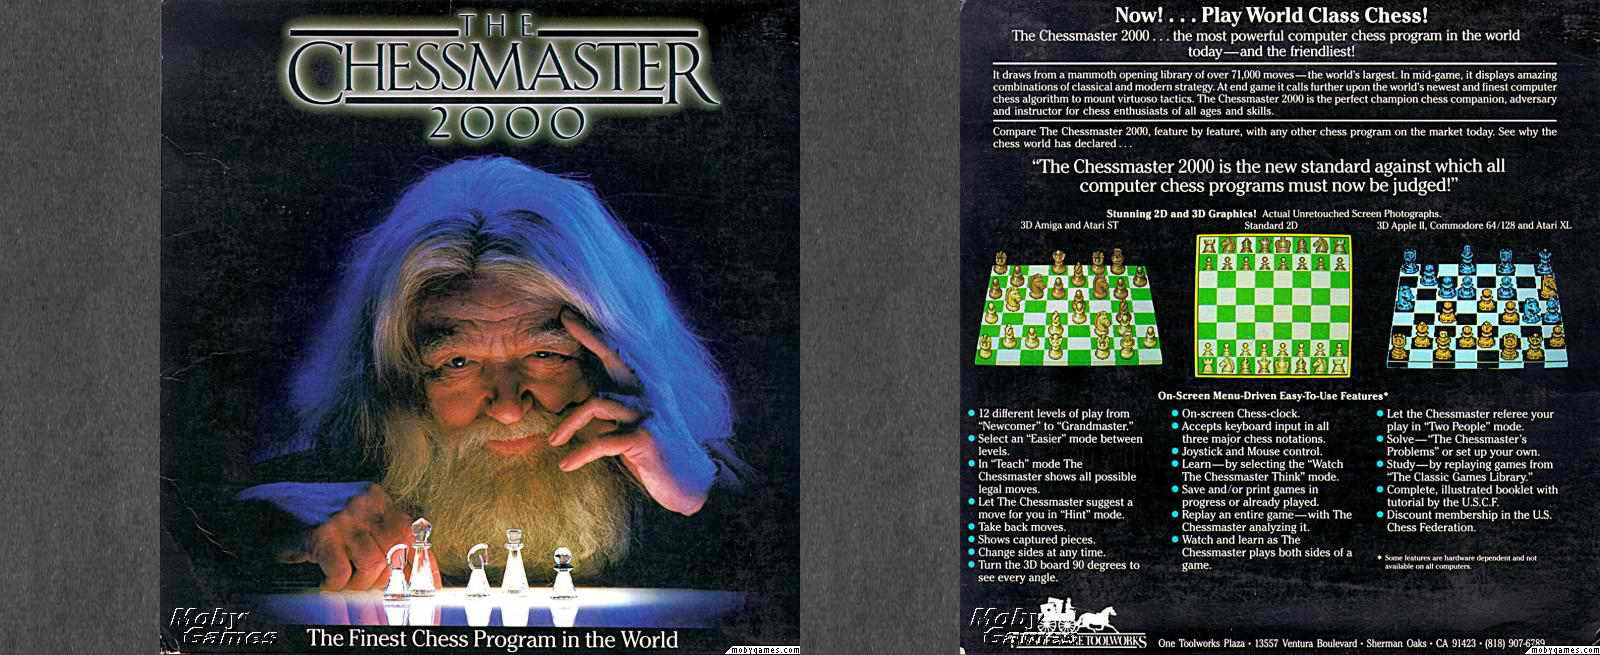 THE
CHESSMASTER
2000
The Finest Chess Program in the World
Moby
Games
mobygames.com
Now! . . . Play World Class Chess!
The Chessmaster 2000 . . . the most powerful computer chess program in the world
today—and the friendliest!
It draws from a mammoth opening library of over 71,000 moves—the world's largest. In mid-game, it displays amazing
combinations of classical and modern strategy. At end game it calls further upon the world's newest and finest computer
chess algorithm to mount virtuoso tactics. The Chessmaster 2000 is the perfect champion chess companion, adversary
and instructor for chess enthusiasts of all ages and skills.
Compare The Chessmaster 2000, feature by feature, with any other chess program on the market today. See why the
chess world has declared . . .
“The Chessmaster 2000 is the new standard against which all
computer chess programs must now be judged!”
Stunning 2D and 3D Graphics! Actual Unretouched Screen Photographs.
3D Amiga and Atari ST
Standard 2D
3D Apple II, Commodore 64/128 and Atari XL
On-Screen Menu-Driven Easy-To-Use Features*
• 12 different levels of play from
“Newcomer” to “Grandmaster.”
• Select an “Easier” mode between
levels.
• In “Teach” mode The
Chessmaster shows all possible
legal moves.
• Let The Chessmaster suggest a
move for you in “Hint” mode.
• Take back moves.
• Shows captured pieces.
• Change sides at any time.
• Turn the 3D board 90 degrees to
see every angle.
• On-screen Chess-clock.
• Accepts keyboard input in all
three major chess notations.
• Joystick and Mouse control.
• Learn—by selecting the “Watch
The Chessmaster Think” mode.
• Save and/or print games in
progress or already played.
• Replay an entire game—with The
Chessmaster analyzing it.
• Watch and learn as The
Chessmaster plays both sides of a
game.
• Let the Chessmaster referee your
play in “Two People” mode.
• Solve—“The Chessmaster's
Problems” or set up your own.
• Study—by replaying games from
“The Classic Games Library.”
• Complete, illustrated booklet with
tutorial by the U.S.C.F.
• Discount membership in the U.S.
Chess Federation.
* Some features are hardware dependent and not
available on all computers.
Moby
Games
TOOLWORKS
One Toolworks Plaza • 13557 Ventura Boulevard • Sherman Oaks • CA 91423 • (818) 907-6789
mobygames.com